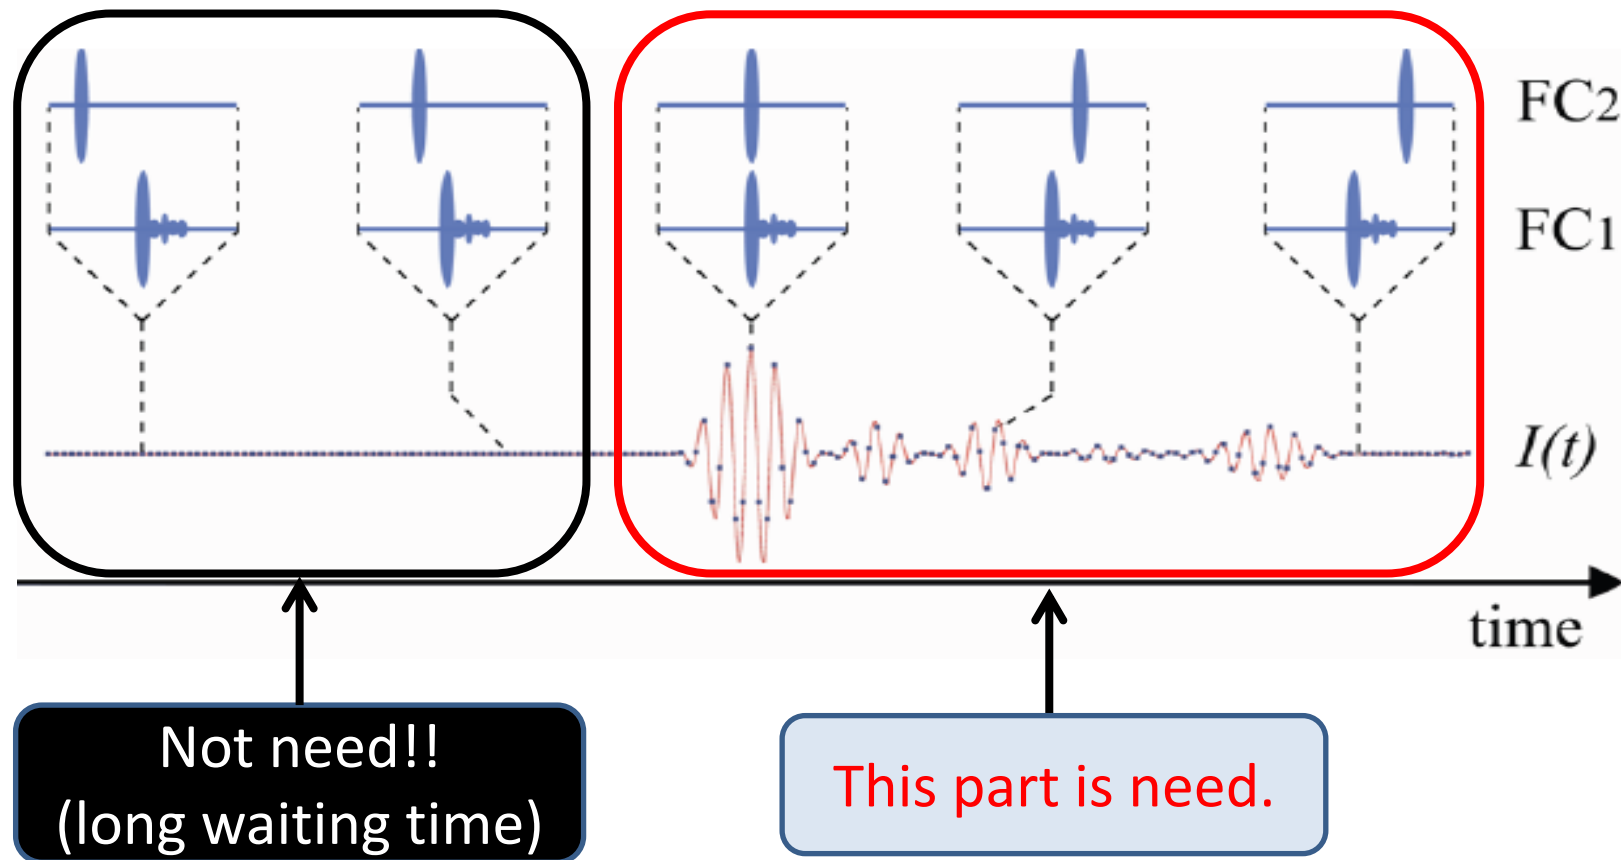 FC2
FC1
I(t)
time
Not need!!
(long waiting time)
This part is need.